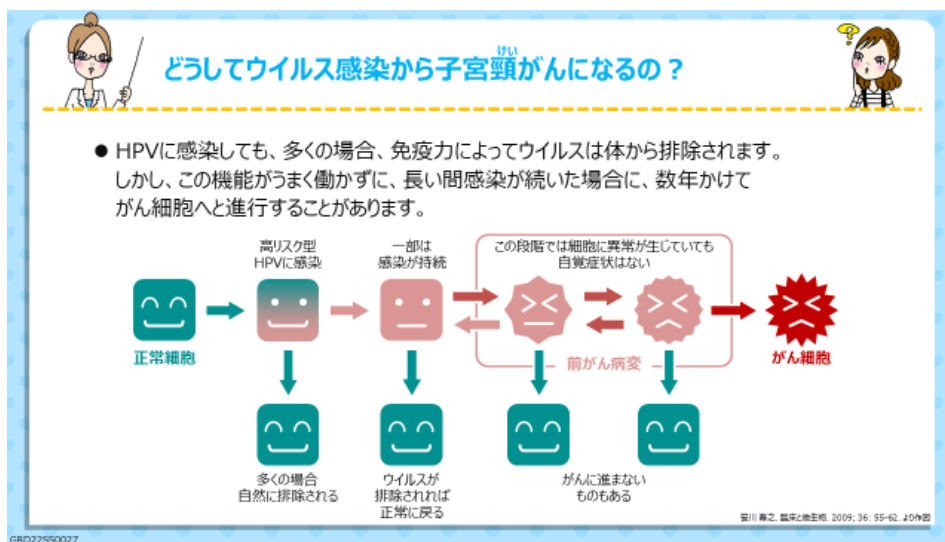 けい
どうしてウイルス感染から子宮頸がんになるの?
● HPVに感染しても、多くの場合、免疫力によってウイルスは体から排除されます。
しかし、この機能がうまく働かずに、長い間感染が続いた場合に、数年かけて
がん細胞へと進行することがあります。
高リスク型
HPVに感染
一部は
感染が持続
この段階では細胞に異常が生じていても
自覚症状はない
正常細胞
前がん病変
がん細胞
多くの場合
自然に排除される
ウイルスが
排除されれば
正常に戻る
がんに進まない
ものもある
笹川寿之. 臨床と微生物. 2009; 36: 55-62. より作図
GRD22SS0027